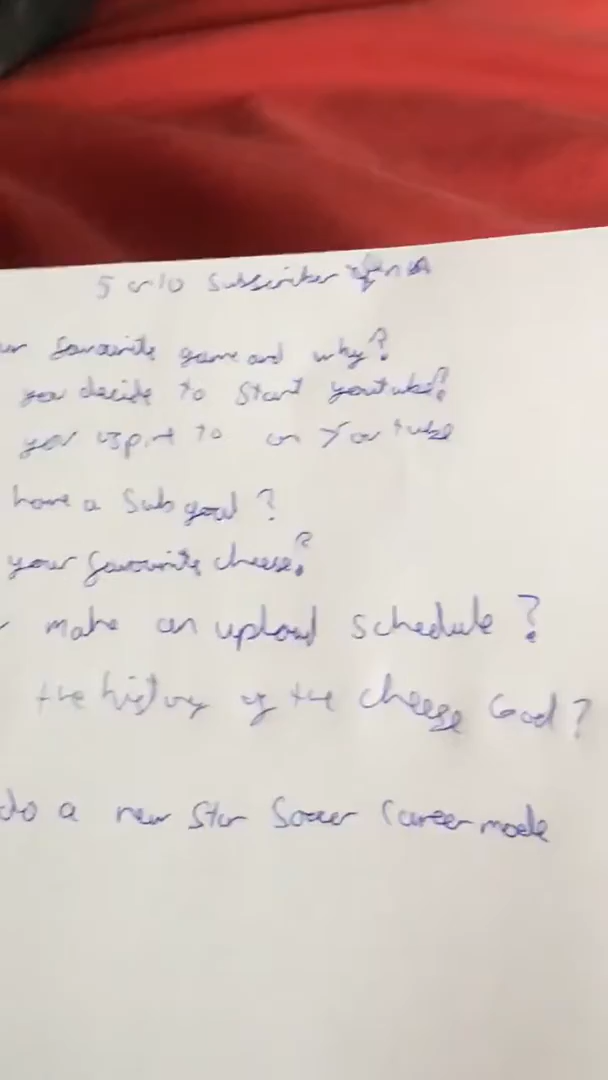 5 or 10 subscriber
favourite game and why?
you decide to start youtube?
you to on Youtube
have a Sub goal?
your favourite cheese?
make an upload schedule?
the history of the cheese God?
do a new Star Soccer Career mode